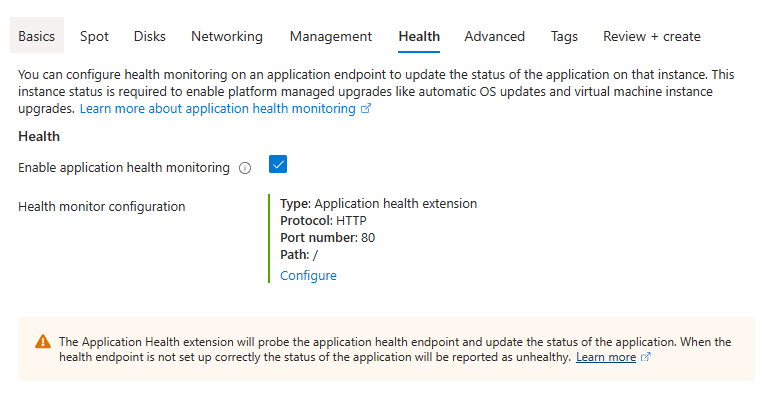 Basics Spot Disks Networking Management Health Advanced Tags Review + create
You can configure health monitoring on an application endpoint to update the status of the application on that instance. This
instance status is required to enable platform managed upgrades like automatic OS updates and virtual machine instance
upgrades. Learn more about application health monitoring
Health
Enable application health monitoring
Health monitor configuration
Type: Application health extension
Protocol: HTTP
Port number: 80
Path: /
Configure
The Application Health extension will probe the application health endpoint and update the status of the application. When the
health endpoint is not set up correctly the status of the application will be reported as unhealthy. Learn more